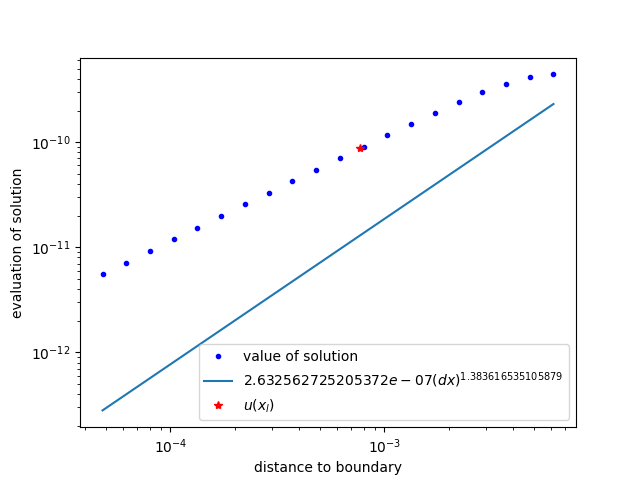 10^{-10}
10^{-11}
10^{-12}
evaluation of solution
value of solution
2.632562725205372e − 07(dx)^{1.383616535105879}
u(x_l)
10^{-4}
10^{-3}
distance to boundary